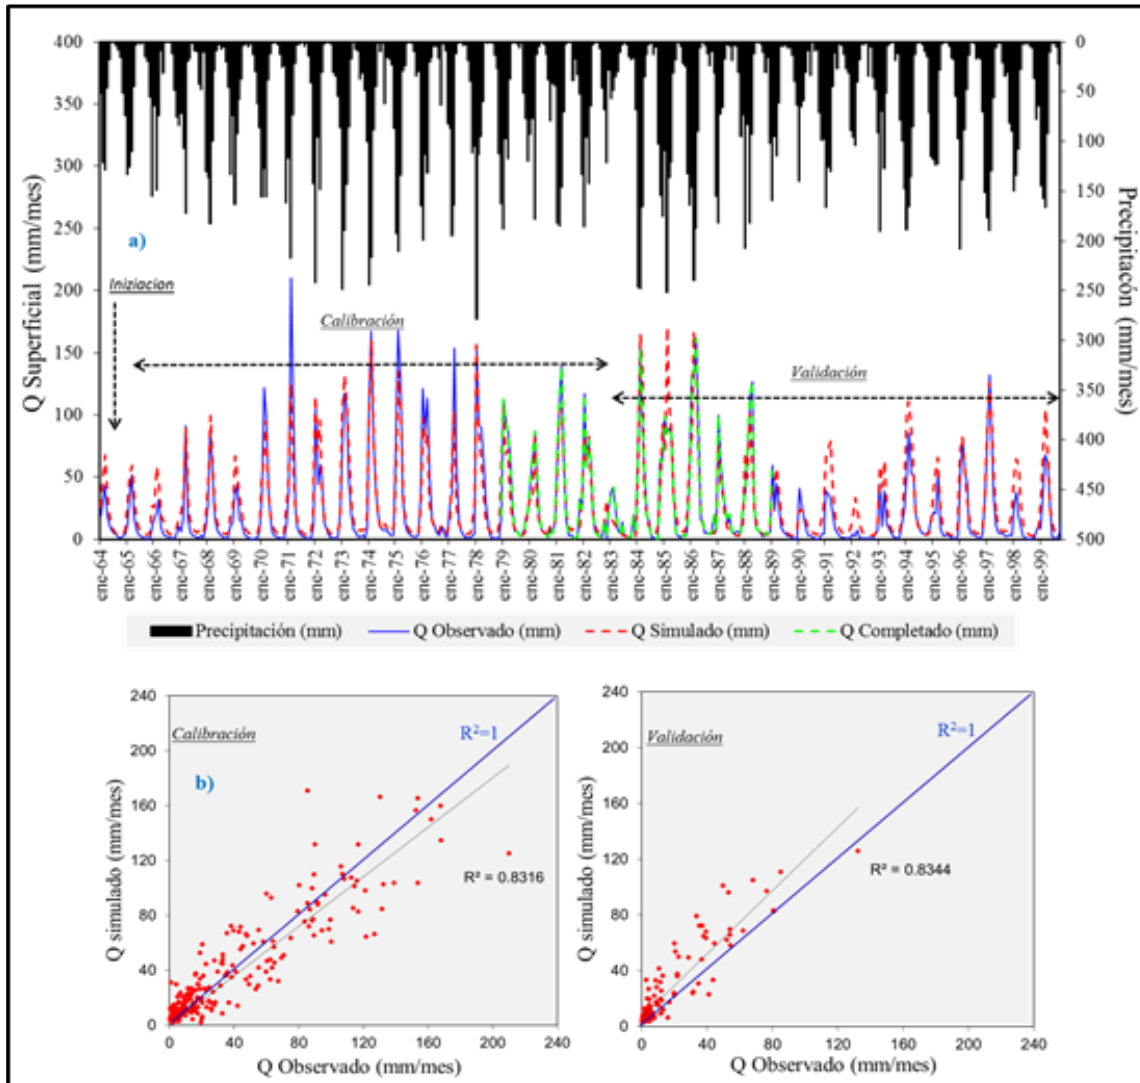 400
350
300
250
200
150
100
50
0
Q Superficial (mm/mes)
0
50
100
150
200
250
300
350
400
450
500
Precipitacón (mm/mes)
a)
Iniziacion
Calibración
Validación
ene-64
ene-65
ene-66
ene-67
ene-68
ene-69
ene-70
ene-71
ene-72
ene-73
ene-74
ene-75
ene-76
ene-77
ene-78
ene-79
ene-80
ene-81
ene-82
ene-83
ene-84
ene-85
ene-86
ene-87
ene-88
ene-89
ene-90
ene-91
ene-92
ene-93
ene-94
ene-95
ene-96
ene-97
ene-98
ene-99
Precipitación (mm) Q Observado (mm) Q Simulado (mm) Q Completado (mm)
240
200
160
120
80
40
0
Q simulado (mm/mes)
Calibración
b)
R²=1
R² = 0.8316
0 40 80 120 160 200 240
Q Observado (mm/mes)
240
200
160
120
80
40
0
Q simulado (mm/mes)
Validación
R²=1
R² = 0.8344
0 40 80 120 160 200 240
Q Observado (mm/mes)